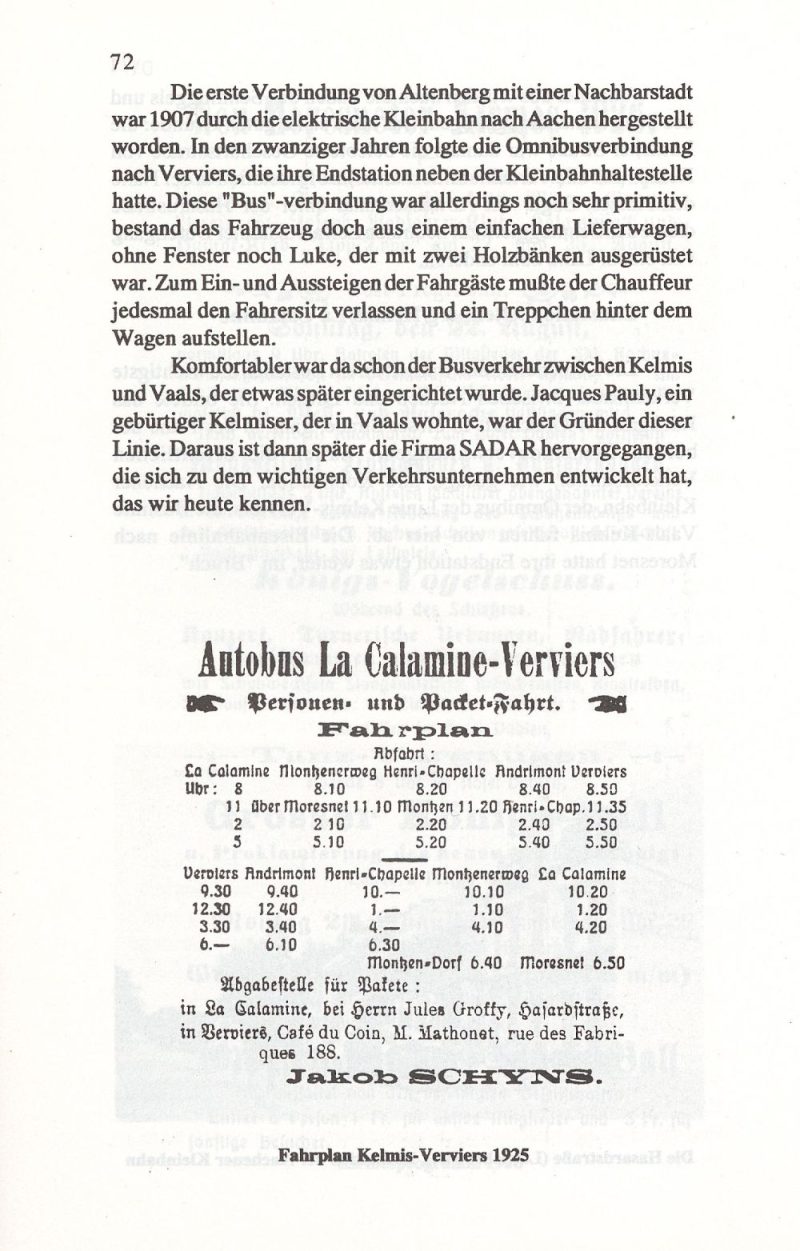 72
Die erste Verbindung von Altenberg mit einer Nachbarstadt
war 1907 durch die elektrische Kleinbahn nach Aachen hergestellt
worden. In den zwanziger Jahren folgte die Omnibusverbindung
nach Verviers, die ihre Endstation neben der Kleinbahnhaltestelle
hatte. Diese "Bus"-verbindung war allerdings noch sehr primitiv,
bestand das Fahrzeug doch aus einem einfachen Lieferwagen,
ohne Fenster noch Luke, der mit zwei Holzbänken ausgerüstet
war. Zum Ein- und Aussteigen der Fahrgäste mußte der Chauffeur
jedesmal den Fahrersitz verlassen und ein Treppchen hinter dem
Wagen aufstellen.
Komfortabler war da schon der Busverkehr zwischen Kelmis
und Vaals, der etwas später eingerichtet wurde. Jacques Pauly, ein
gebürtiger Kelmiser, der in Vaals wohnte, war der Gründer dieser
Linie. Daraus ist dann später die Firma SADAR hervorgegangen,
die sich zu dem wichtigen Verkehrsunternehmen entwickelt hat,
das wir heute kennen.
Autobus La Calamine-Verviers
Personen- und Packet-Fahrt.
Fahrplan
Abfahrt :
La Calamine Montzenerweg Henri-Chapelle Andrimont Verviers
Uhr: 8 8.10 8.20 8.40 8.50
11 über Moresnet 11.10 Montzen 11.20 Henri-Chap. 11.35
2 2 10 2.20 2.40 2.50
5 5.10 5.20 5.40 5.50
Verviers Andrimont Henri-Chapelle Montzenerweg La Calamine
9.30 9.40 10.— 10.10 10.20
12.30 12.40 1.— 1.10 1.20
3.30 3.40 4.— 4.10 4.20
6.— 6.10 6.30
Montzen-Dorf 6.40 Moresnet 6.50
Abgabestelle für Pakete :
in La Calamine, bei Herrn Jules Groffy, Hasardstraße,
in Verviers, Café du Coin, M. Mathonet, rue des Fabri-
ques 188.
Jakob SCHYNS.
Fahrplan Kelmis-Verviers 1925